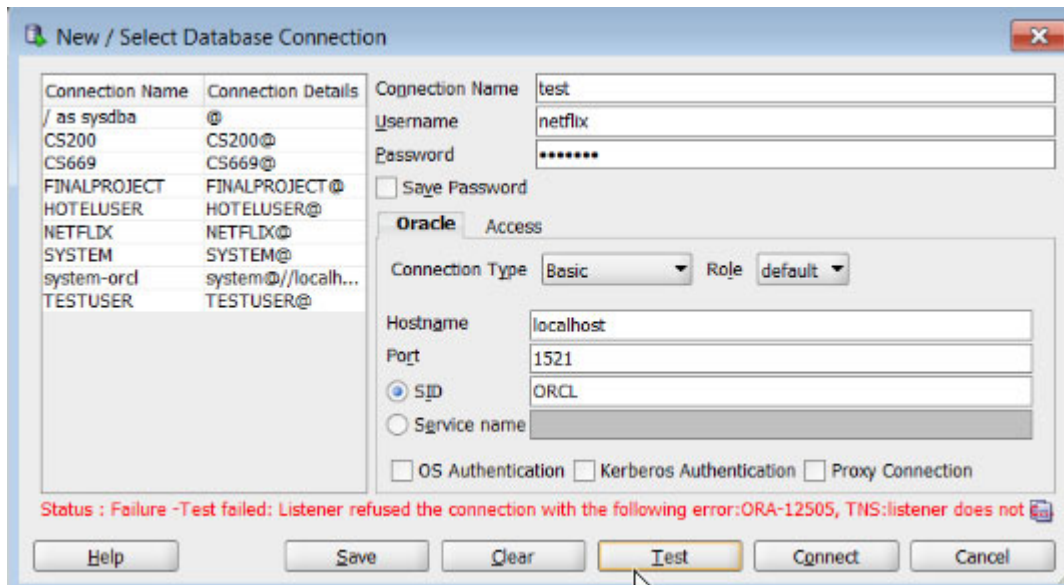 New / Select Database Connection
Connection Name Connection Details
/ as sysdba @
CS200 CS200@
CS669 CS669@
FINALPROJECT FINALPROJECT@
HOTELUSER HOTELUSER@
NETFLIX NETFLIX@
SYSTEM SYSTEM@
system-orcl system@//localh...
TESTUSER TESTUSER@
Connection Name test
Username netflix
Password •••••••
Save Password
Oracle Access
Connection Type Basic Role default
Hostname localhost
Port 1521
SID ORCL
Service name
OS Authentication Kerberos Authentication Proxy Connection
Status : Failure -Test failed: Listener refused the connection with the following error:ORA-12505, TNS:listener does not
Help Save Clear Test Connect Cancel